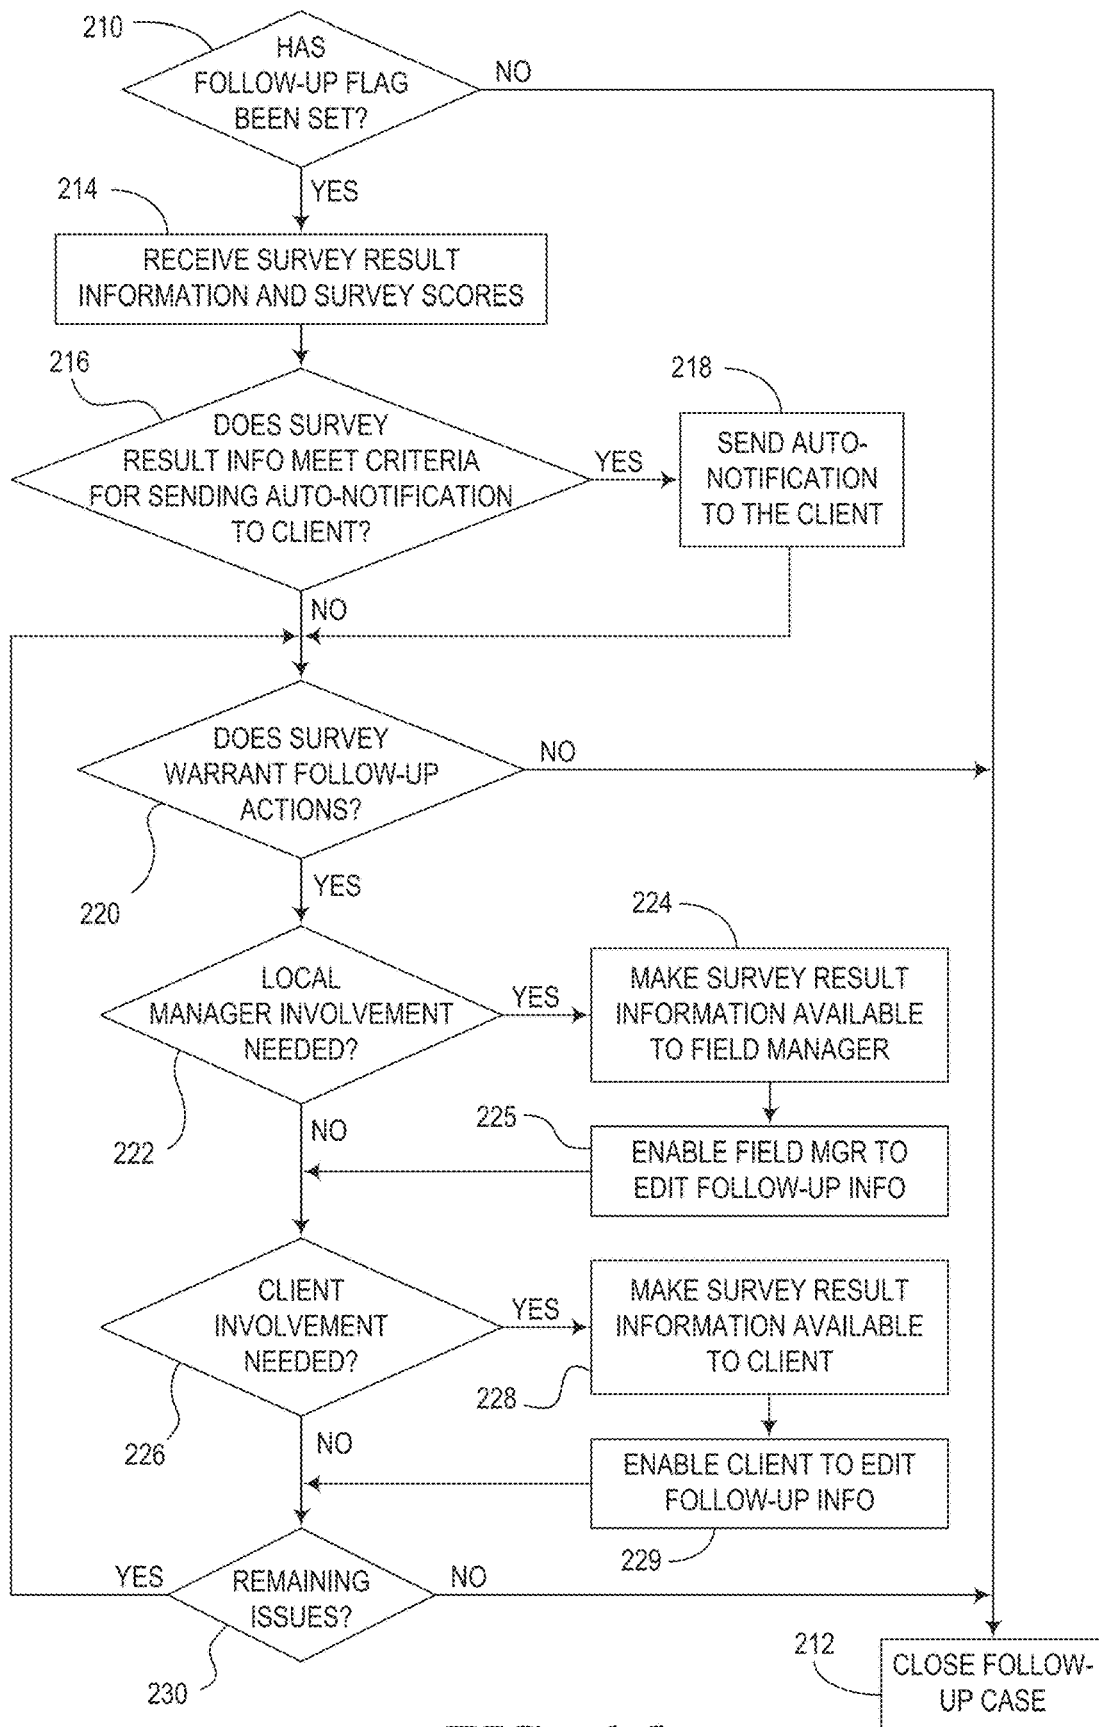 210
HAS
FOLLOW-UP FLAG
BEEN SET?
NO
YES
214
RECEIVE SURVEY RESULT
INFORMATION AND SURVEY SCORES
216
DOES SURVEY
RESULT INFO MEET CRITERIA
FOR SENDING AUTO-NOTIFICATION
TO CLIENT?
YES
218
SEND AUTO-
NOTIFICATION
TO THE CLIENT
NO
DOES SURVEY
WARRANT FOLLOW-UP
ACTIONS?
NO
220
YES
LOCAL
MANAGER INVOLVEMENT
NEEDED?
YES
222
224
MAKE SURVEY RESULT
INFORMATION AVAILABLE
TO FIELD MANAGER
NO
225
ENABLE FIELD MGR TO
EDIT FOLLOW-UP INFO
CLIENT
INVOLVEMENT
NEEDED?
YES
226
MAKE SURVEY RESULT
INFORMATION AVAILABLE
TO CLIENT
228
NO
ENABLE CLIENT TO EDIT
FOLLOW-UP INFO
229
YES
REMAINING
ISSUES?
NO
230
212
CLOSE FOLLOW-
UP CASE